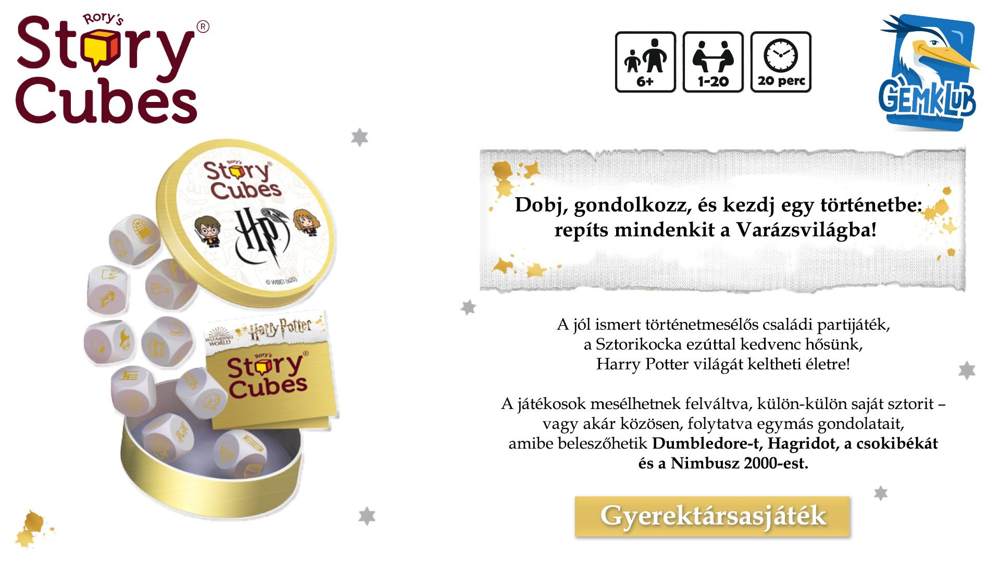 Rory's
Story®
Cubes
6+
1-20
20 perc
GÉMKLUB
Rory's
Story®
Cubes
HP
© WBEI (s20)
WIZARDING
WORLD
Harry Potter
Rory's
Story®
Cubes
Dobj, gondolkozz, és kezdj egy történetbe:
repíts mindenkit a Varázsvilágba!
A jól ismert történetmesélős családi partijáték,
a Sztorikocka ezúttal kedvenc hősünk,
Harry Potter világát keltheti életre!
A játékosok mesélhetnek felváltva, külön-külön saját sztorit –
vagy akár közösen, folytatva egymás gondolatait,
amibe beleszőhetik Dumbledore-t, Hagridot, a csokibékát
és a Nimbusz 2000-est.
Gyerektársasjáték